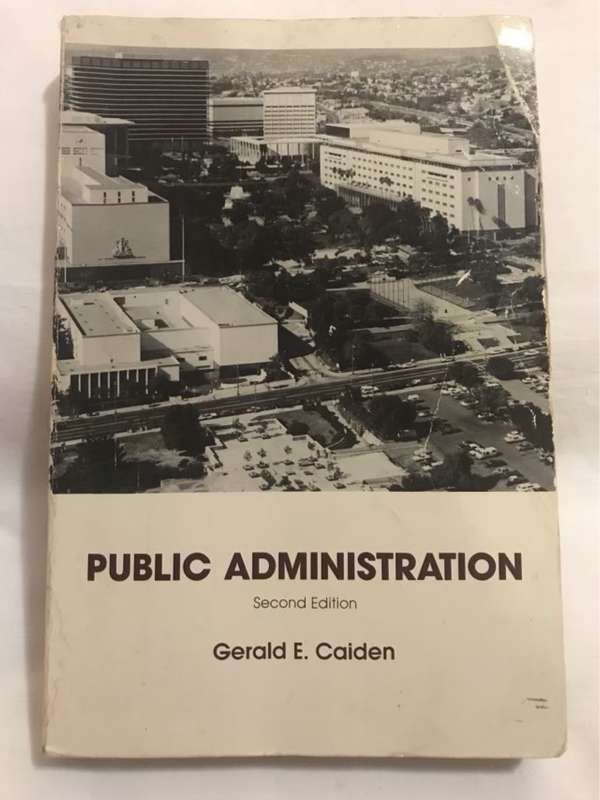 PUBLIC ADMINISTRATION
Second Edition
Gerald E. Caiden